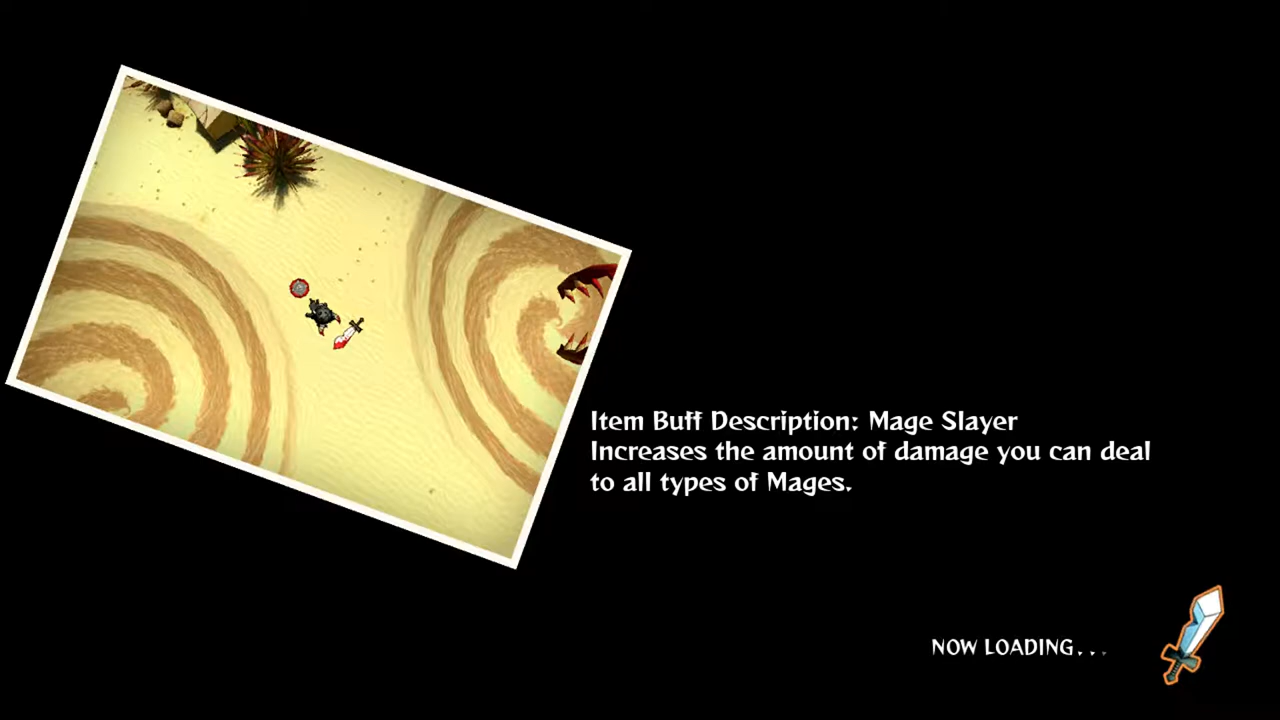 Item Buff Description: Mage Slayer
Increases the amount of damage you can deal
to all types of Mages.
NOW LOADING...